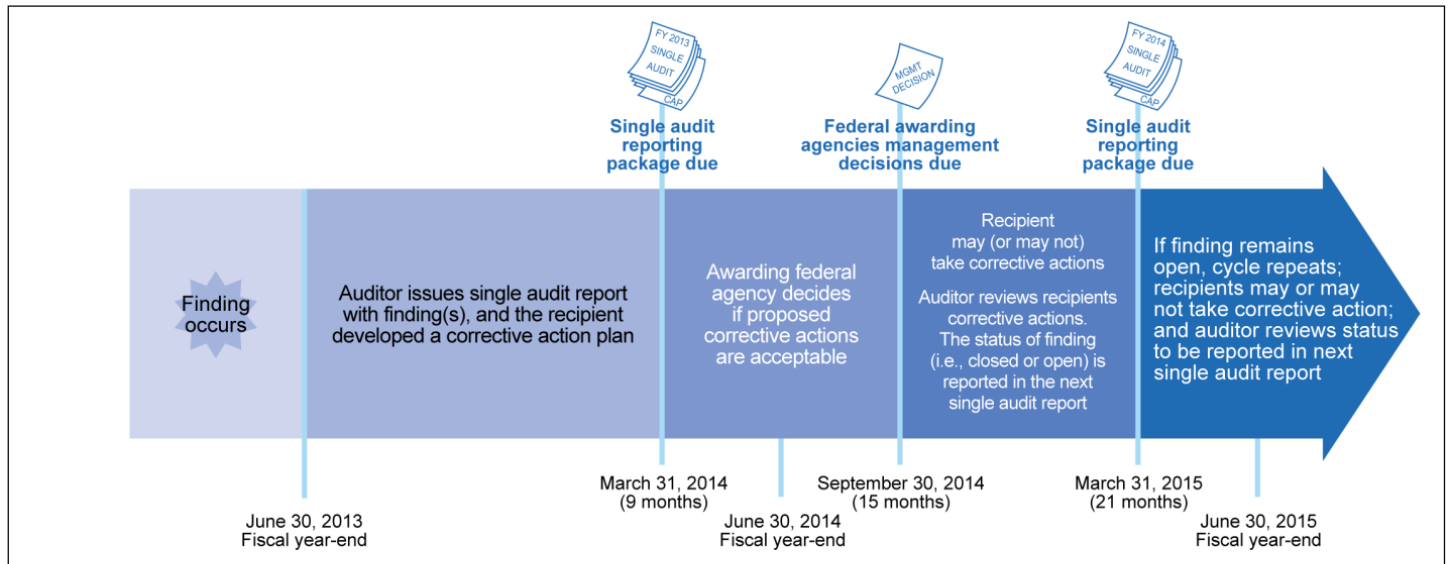 FY 2013
SINGLE
AUDIT
CAP
Single audit
reporting
package due
MGMT
DECISION
Federal awarding
agencies management
decisions due
FY 2014
SINGLE
AUDIT
CAP
Single audit
reporting
package due
Finding
occurs
Auditor issues single audit report
with finding(s), and the recipient
developed a corrective action plan
Awarding federal
agency decides
if proposed
corrective actions
are acceptable
Recipient
may (or may not)
take corrective actions
Auditor reviews recipients
corrective actions.
The status of finding
(i.e., closed or open) is
reported in the next
single audit report
If finding remains
open, cycle repeats;
recipients may or may
not take corrective action;
and auditor reviews status
to be reported in next
single audit report
June 30, 2013
Fiscal year-end
March 31, 2014
(9 months)
June 30, 2014
Fiscal year-end
September 30, 2014
(15 months)
March 31, 2015
(21 months)
June 30, 2015
Fiscal year-end